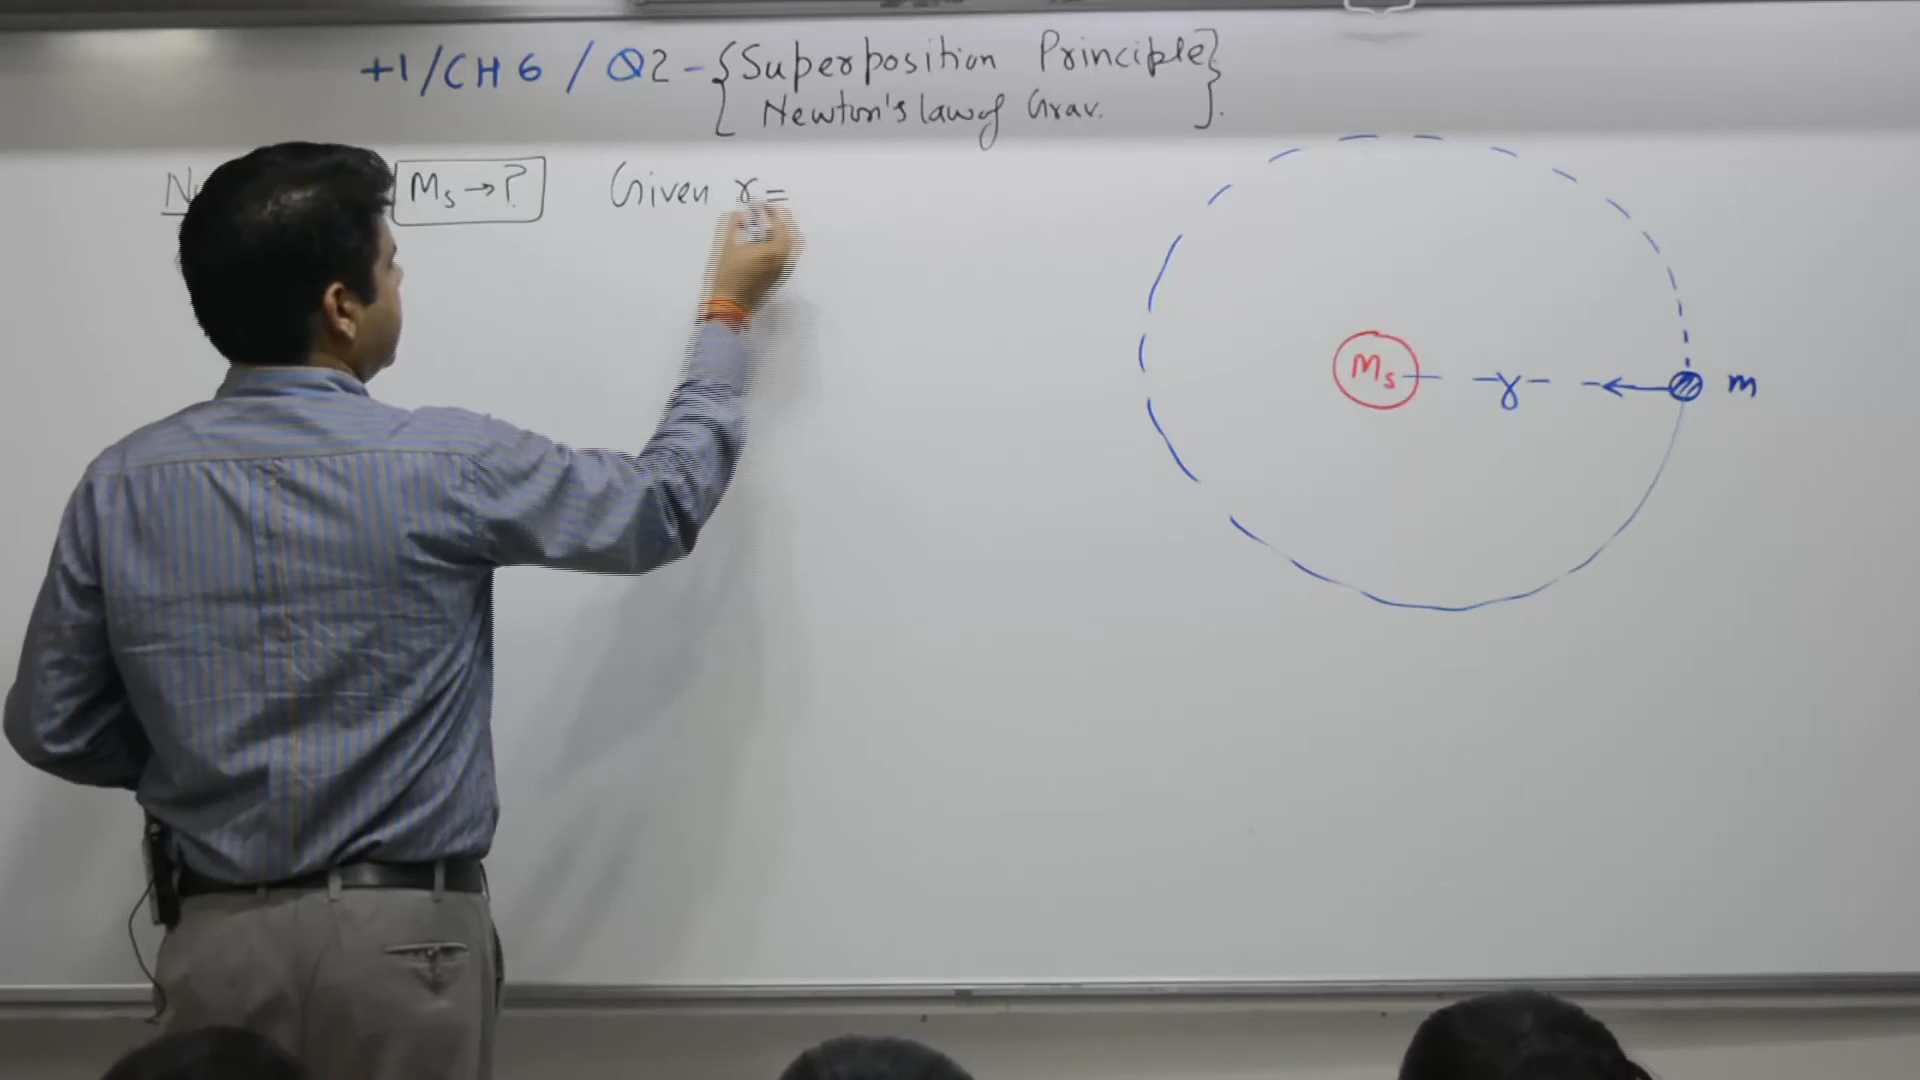 +1/CH 6 / Q2 - {Superposition Principle}
{Newton's law of Grav. }.
Ms → ? Given r =
Ms - r - - m